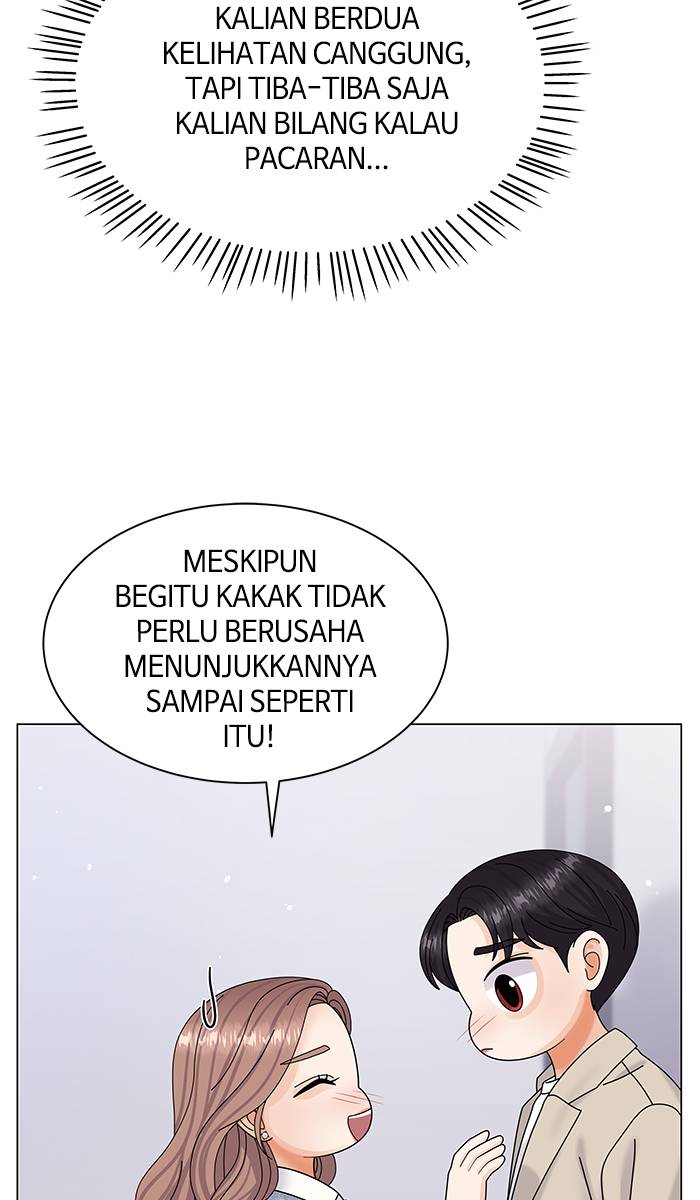 KALIAN BERDUA
KELIHATAN CANGGUNG,
TAPI TIBA-TIBA SAJA
KALIAN BILANG KALAU
PACARAN...
MESKIPUN
BEGITU KAKAK TIDAK
PERLU BERUSAHA
MENUNJUKKANNYA
SAMPAI SEPERTI
ITU!